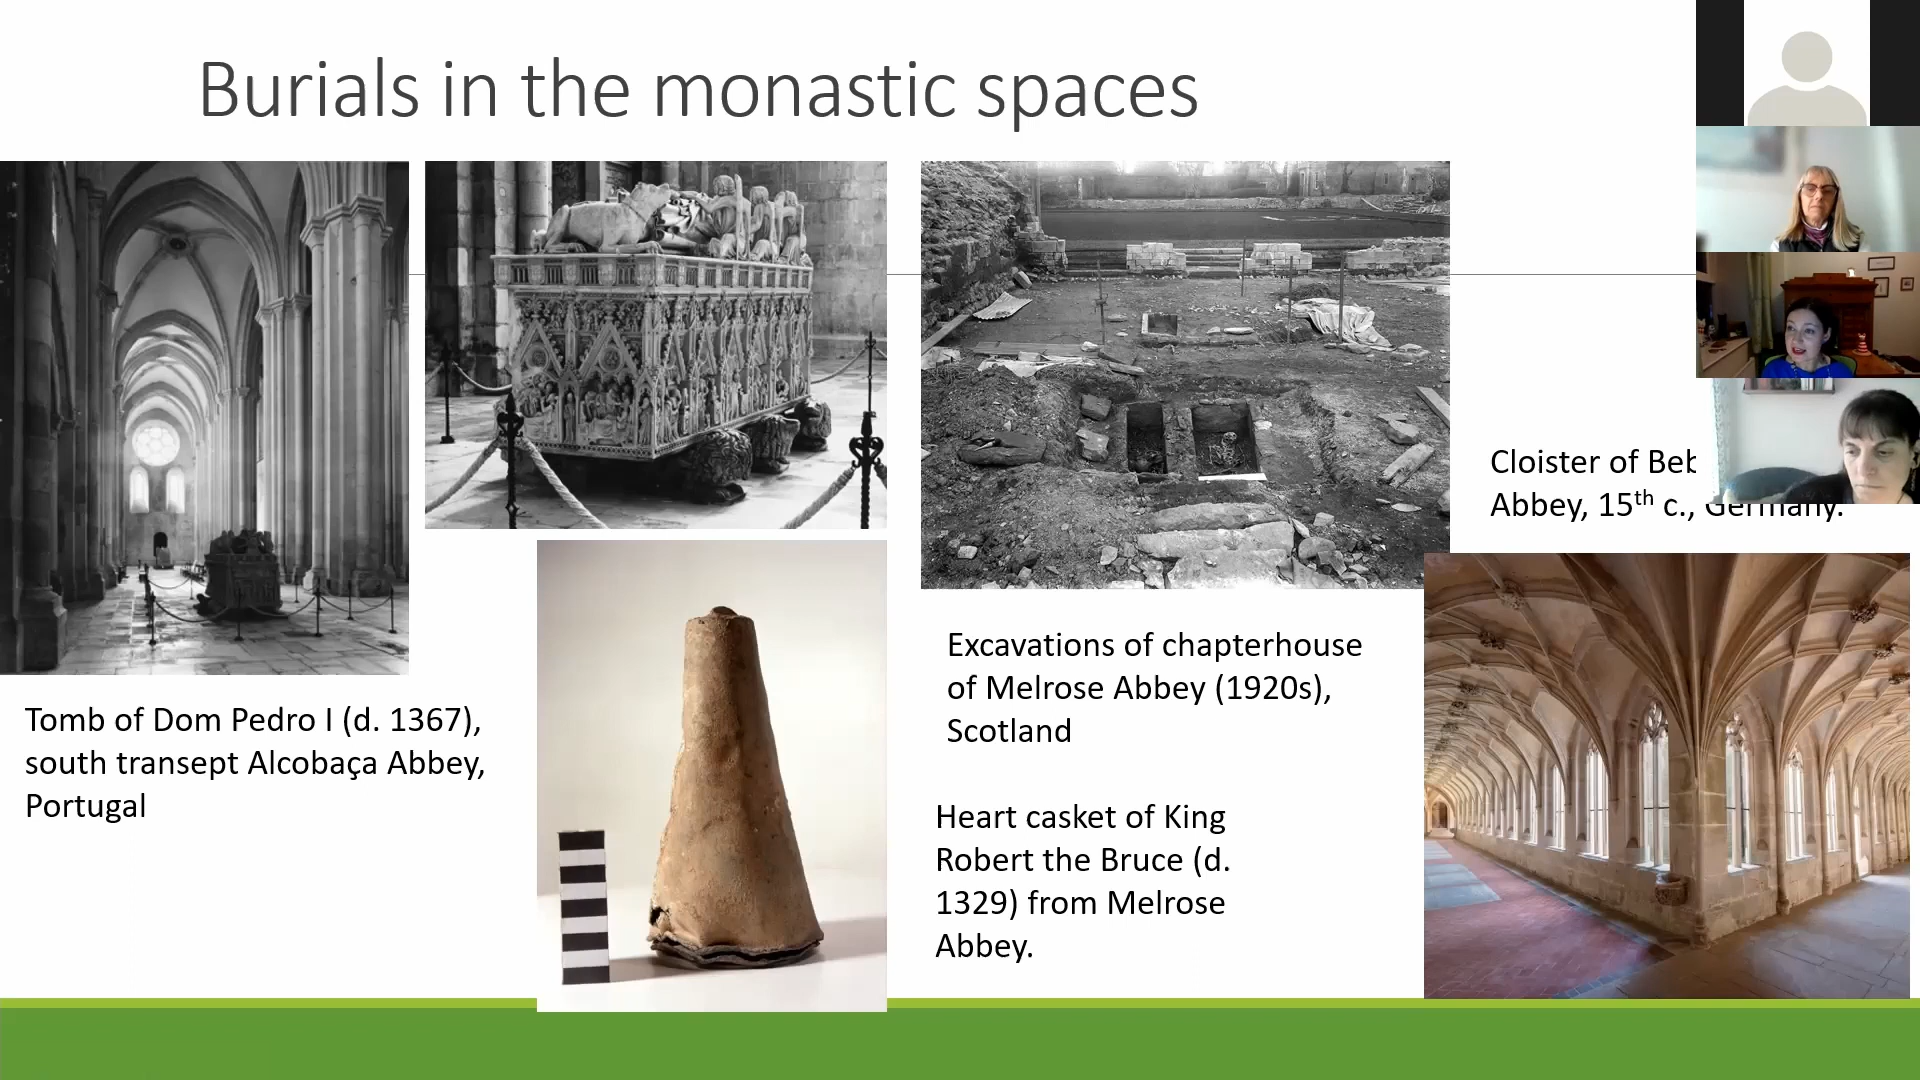 Burials in the monastic spaces
Tomb of Dom Pedro I (d. 1367),
south transept Alcobaça Abbey,
Portugal
Excavations of chapterhouse
of Melrose Abbey (1920s),
Scotland
Heart casket of King
Robert the Bruce (d.
1329) from Melrose
Abbey.
Cloister of
Abbey, 15th c., Germany.